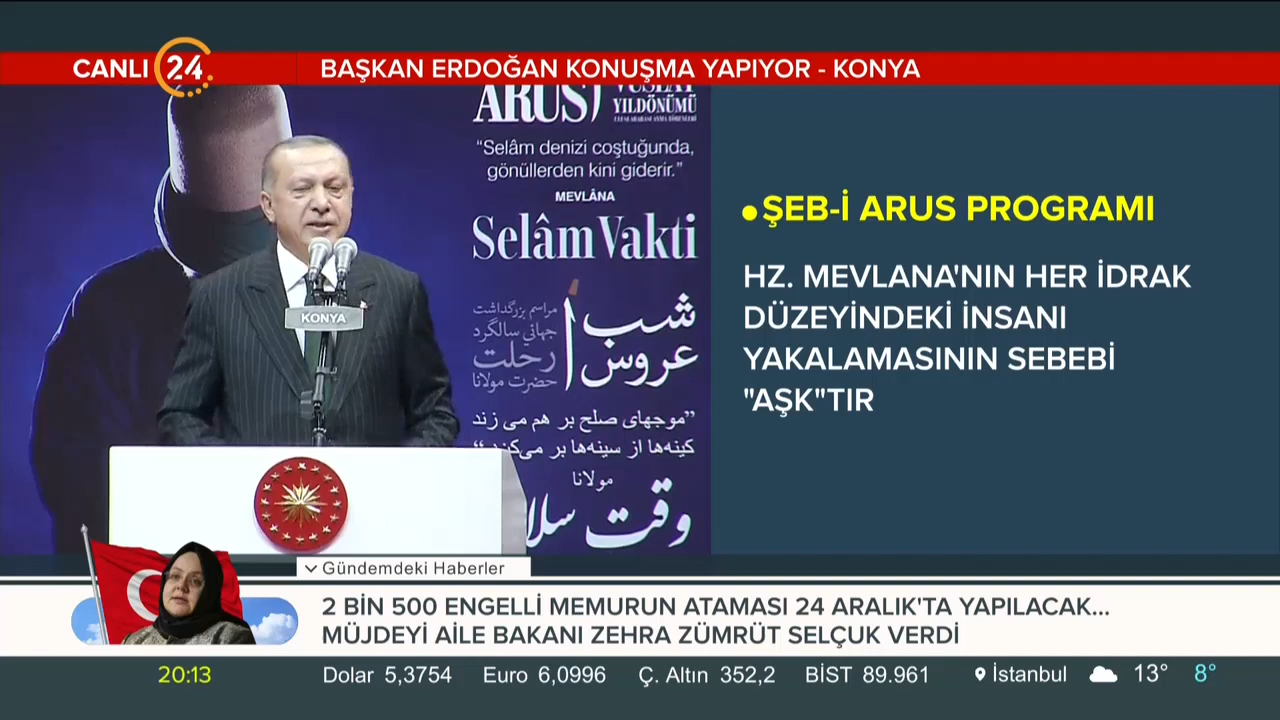 CANLI 24
BAŞKAN ERDOĞAN KONUŞMA YAPIYOR - KONYA
ARUS
VUSLAT
YILDÖNÜMÜ
"Selâm denizi coştuğunda,
gönüllerden kini giderir."
MEVLÂNA
Selâm Vakti
شب
عروس
مراسم بزرگداشت
جهاني سالگرد
رحلت
حضرت مولانا
”موجهای صلح بر هم می زند
کینه‌ها از سینه‌ها بر می‌کند“
مولانا
وقت سلا
KONYA
ŞEB-İ ARUS PROGRAMI
HZ. MEVLANA'NIN HER İDRAK
DÜZEYİNDEKİ İNSANI
YAKALAMASININ SEBEBİ
"AŞK"TIR
Gündemdeki Haberler
2 BİN 500 ENGELLİ MEMURUN ATAMASI 24 ARALIK'TA YAPILACAK...
MÜJDEYİ AİLE BAKANI ZEHRA ZÜMRÜT SELÇUK VERDİ
20:13 Dolar 5,3754 Euro 6,0996 Ç. Altın 352,2 BİST 89.961 İstanbul 13° 8°